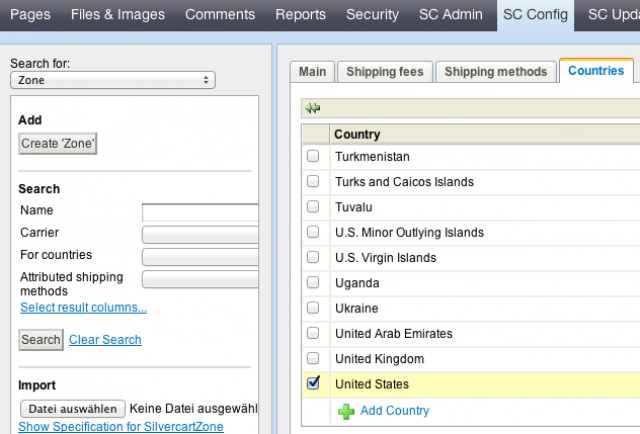 Pages Files & Images Comments Reports Security SC Admin SC Config SC Upda
Search for:
Zone
Add
Create 'Zone'
Search
Name
Carrier
For countries
Attributed shipping
methods
Select result columns...
Search Clear Search
Import
Datei auswählen Keine Datei ausgewähl
Show Specification for SilvercartZone
Main Shipping fees Shipping methods Countries
Country
Turkmenistan
Turks and Caicos Islands
Tuvalu
U.S. Minor Outlying Islands
U.S. Virgin Islands
Uganda
Ukraine
United Arab Emirates
United Kingdom
United States
Add Country